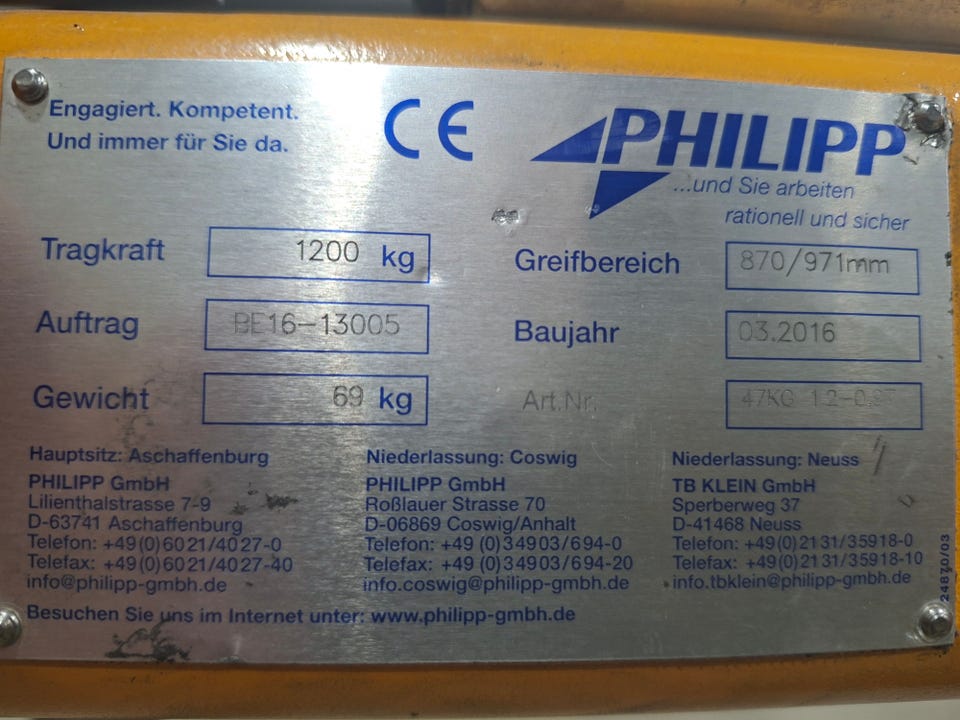 Engagiert. Kompetent.
Und immer für Sie da.
CE
PHILIPP
...und Sie arbeiten
rationell und sicher
Tragkraft 1200 kg
Greifbereich 870/971mm
Auftrag BE16-13005
Baujahr 03.2016
Gewicht 69 kg
Art.Nr. 47KG
Hauptsitz: Aschaffenburg
PHILIPP GmbH
Lilienthalstrasse 7-9
D-63741 Aschaffenburg
Telefon: +49(0)6021/4027-0
Telefax: +49(0)6021/4027-40
info@philipp-gmbh.de
Niederlassung: Coswig
PHILIPP GmbH
Roßlauer Strasse 70
D-06869 Coswig/Anhalt
Telefon: +49 (0)34903/694-0
Telefax: +49 (0)34903/694-20
info.coswig@philipp-gmbh.de
Niederlassung: Neuss
TB KLEIN GmbH
Sperberweg 37
D-41468 Neuss
Telefon: +49(0)2131/35918-0
Telefax: +49(0)2131/35918-10
info.tbklein@philipp-gmbh.de
Besuchen Sie uns im Internet unter: www.philipp-gmbh.de
24870/03